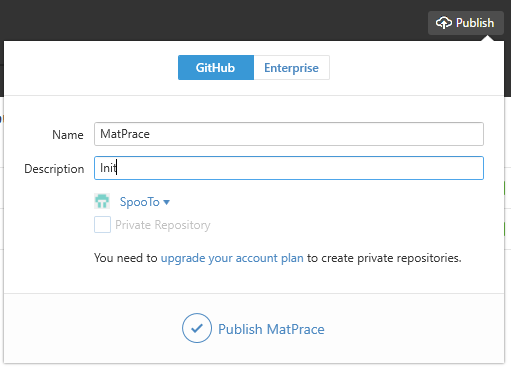 Publish
GitHub Enterprise
Name MatPrace
Description Init
SpooTo
Private Repository
You need to upgrade your account plan to create private repositories.
Publish MatPrace